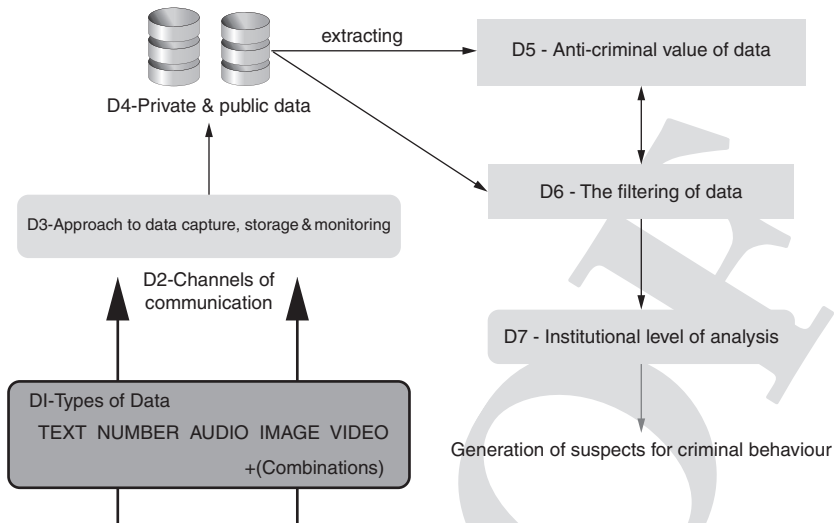 extracting
D5 - Anti-criminal value of data
D4-Private & public data
D6 - The filtering of data
D3-Approach to data capture, storage & monitoring
D2-Channels of
communication
D7 - Institutional level of analysis
DI-Types of Data
TEXT NUMBER AUDIO IMAGE VIDEO
+(Combinations)
Generation of suspects for criminal behaviour
OF